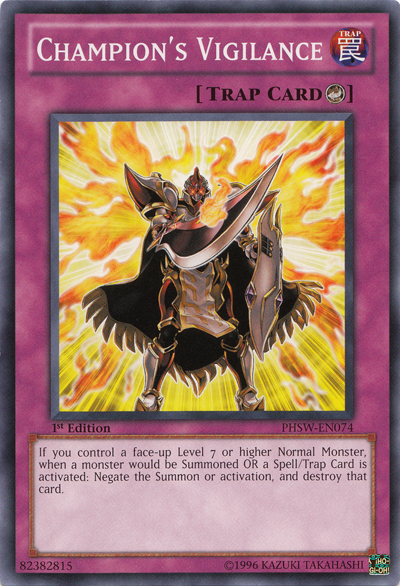 CHAMPION'S VIGILANCE
TRAP
罠
[TRAP CARD]
1st Edition
PHSW-EN074
If you control a face-up Level 7 or higher Normal Monster,
when a monster would be Summoned OR a Spell/Trap Card is
activated: Negate the Summon or activation, and destroy that
card.
82382815
©1996 KAZUKI TAKAHASHI